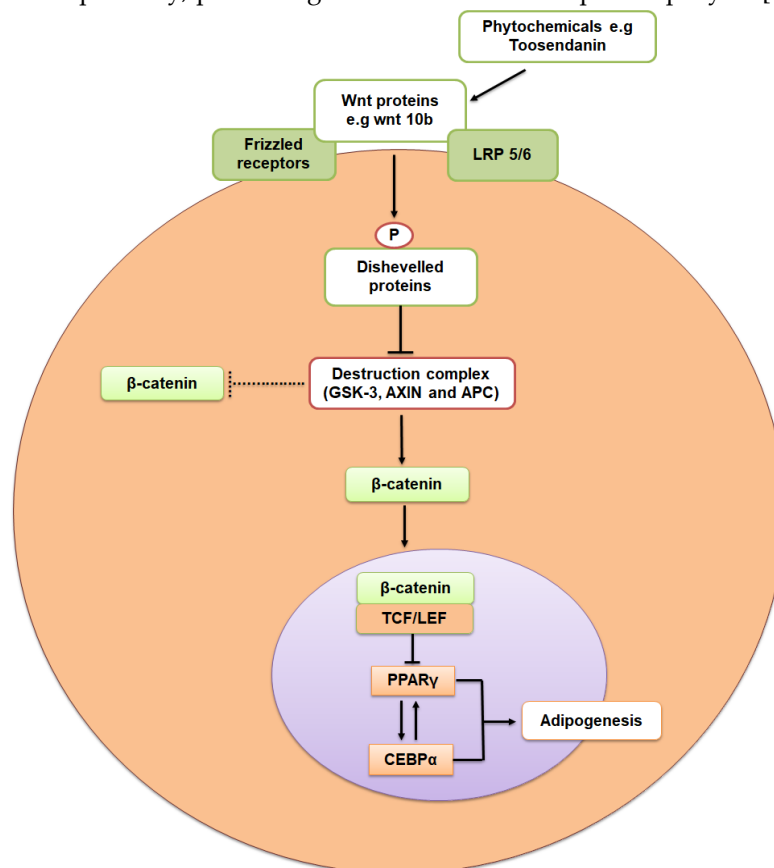 Phytochemicals e.g
Toosendanin
Wnt proteins
e.g wnt 10b
Frizzled
receptors
LRP 5/6
P
Dishevelled
proteins
Destruction complex
(GSK-3, AXIN and APC)
β-catenin
β-catenin
β-catenin
TCF/LEF
PPARγ
CEBPα
Adipogenesis